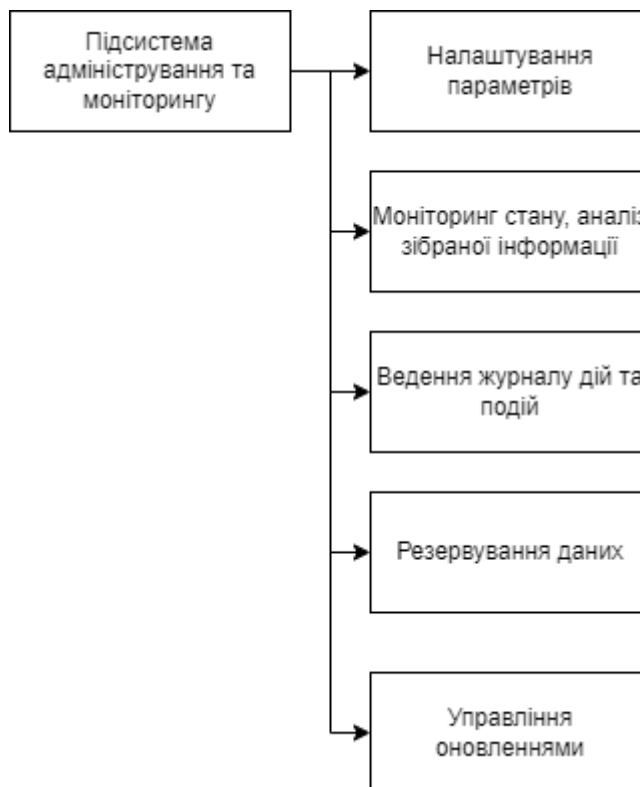 Підсистема
адміністрування та
моніторингу
Налаштування
параметрів
Моніторинг стану, аналіз
зібраної інформації
Ведення журналу дій та
подій
Резервування даних
Управління
оновленнями